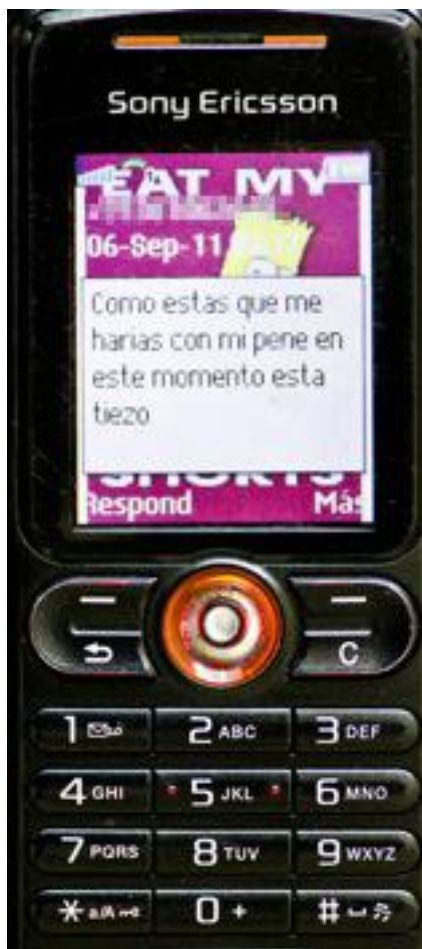 Sony Ericsson
EAT MY
06-Sep-11
Como estas que me
harias con mi pene en
este momento esta
tiezo
SHORTS
Respond
Más
C
1
2 ABC
3 DEF
4 GHI
5 JKL
6 MNO
7 PQRS
8 TUV
9 WXYZ
* a/A
0 +
#